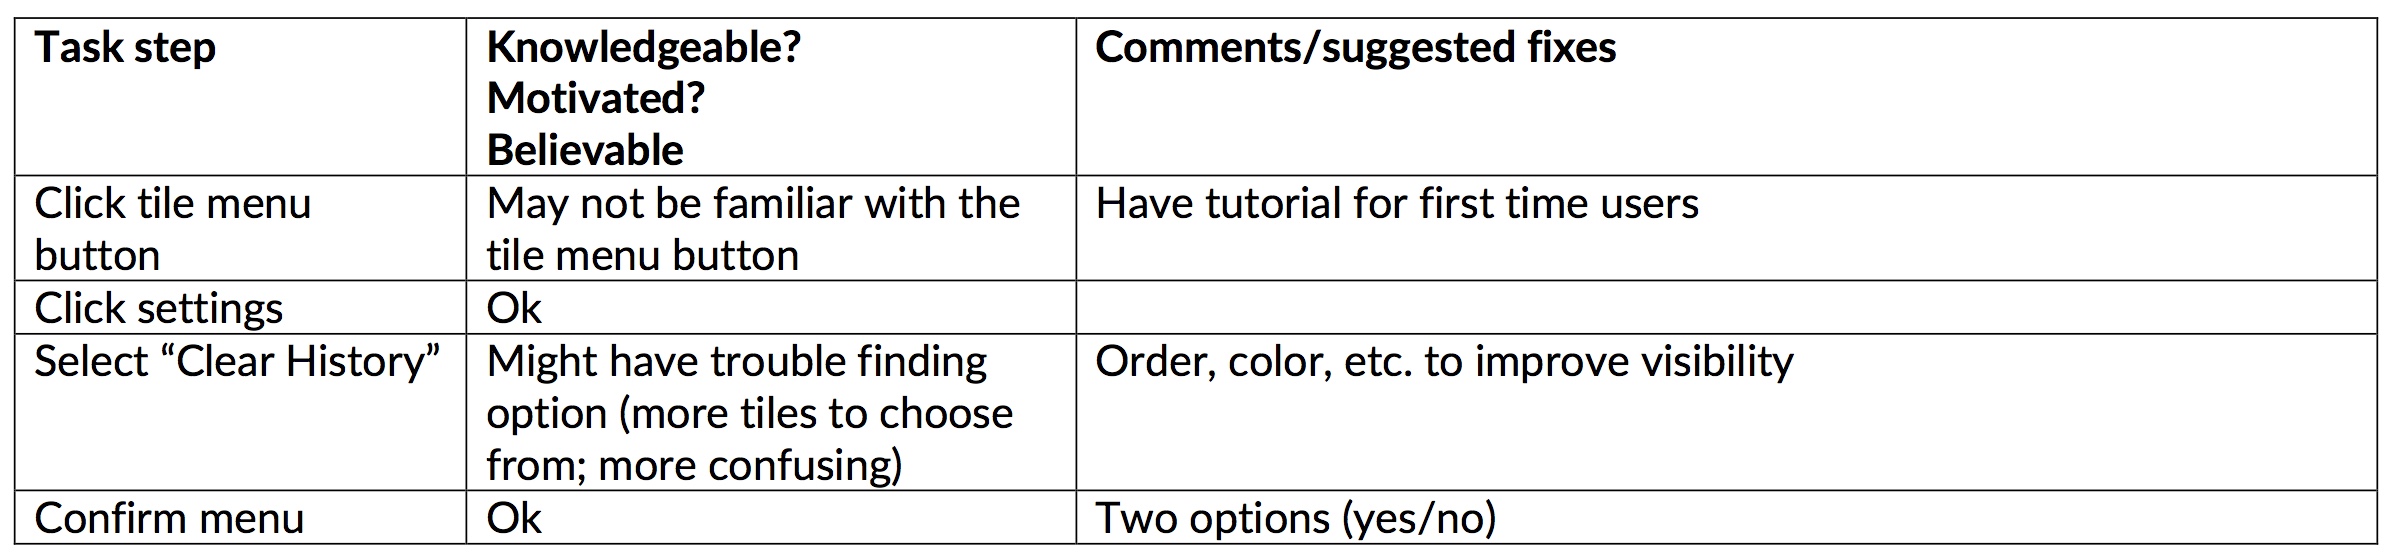 Task step
Knowledgeable?
Motivated?
Believable
Comments/suggested fixes
Click tile menu
button
May not be familiar with the
tile menu button
Have tutorial for first time users
Click settings
Ok
Select “Clear History”
Might have trouble finding
option (more tiles to choose
from; more confusing)
Order, color, etc. to improve visibility
Confirm menu
Ok
Two options (yes/no)